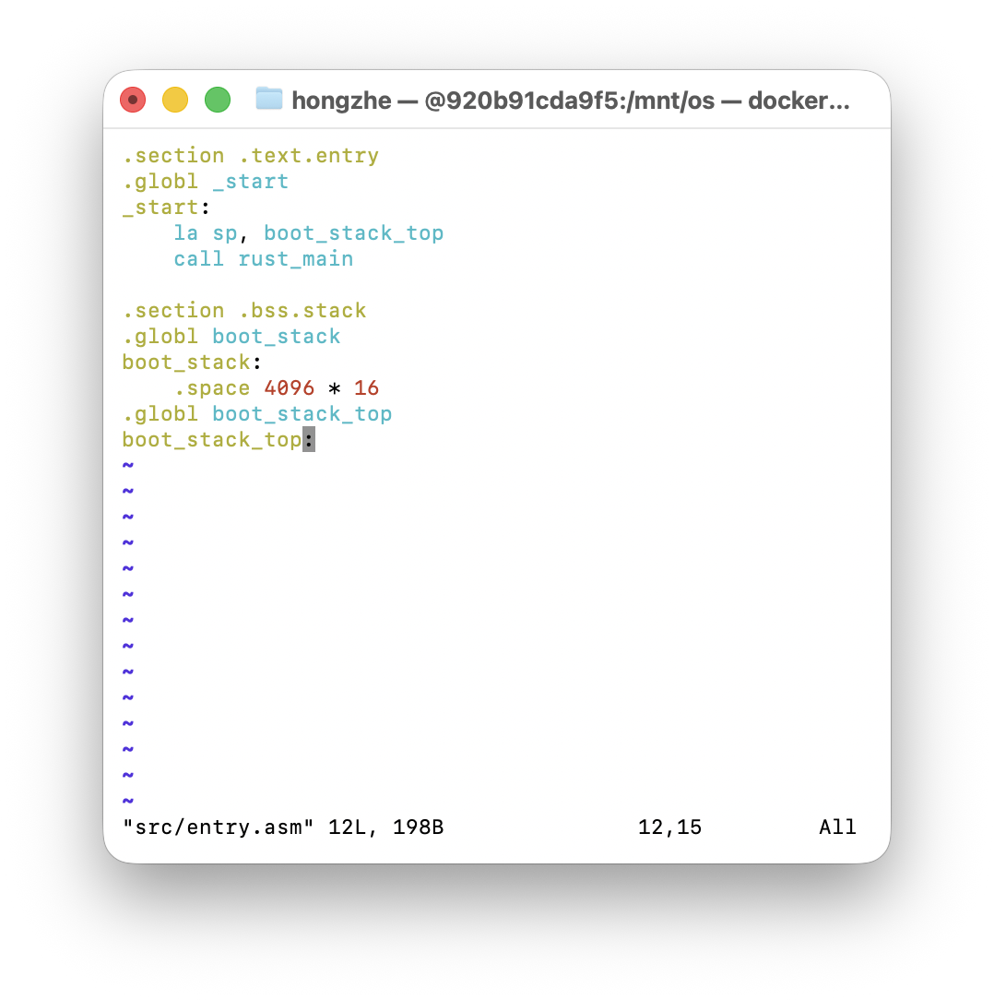 hongzhe — @920b91cda9f5:/mnt/os — docker...
.section .text.entry
.globl _start
_start:
    la sp, boot_stack_top
    call rust_main

.section .bss.stack
.globl boot_stack
boot_stack:
    .space 4096 * 16
.globl boot_stack_top
boot_stack_top:
~
~
~
~
~
~
~
~
~
~
~
~
~
~
"src/entry.asm" 12L, 198B 12,15 All